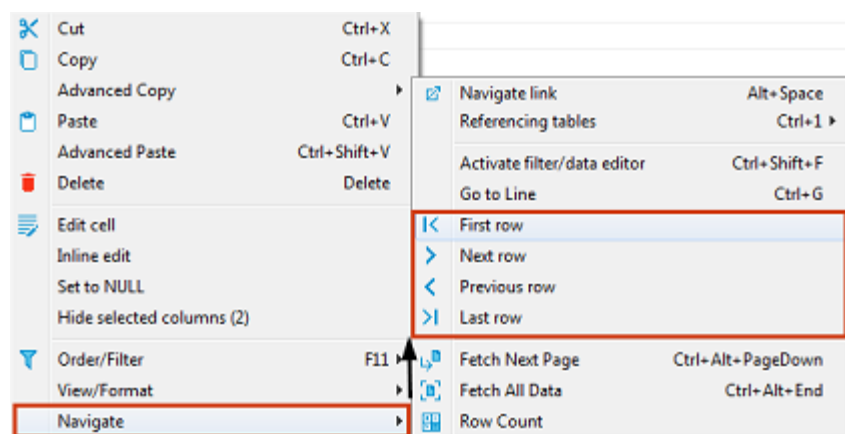 Cut Ctrl+X
Copy Ctrl+C
Advanced Copy
Paste Ctrl+V
Advanced Paste Ctrl+Shift+V
Delete Delete
Edit cell
Inline edit
Set to NULL
Hide selected columns (2)
Order/Filter F11
View/Format
Navigate
Navigate link Alt+Space
Referencing tables Ctrl+1
Activate filter/data editor Ctrl+Shift+F
Go to Line Ctrl+G
First row
Next row
Previous row
Last row
Fetch Next Page Ctrl+Alt+PageDown
Fetch All Data Ctrl+Alt+End
Row Count